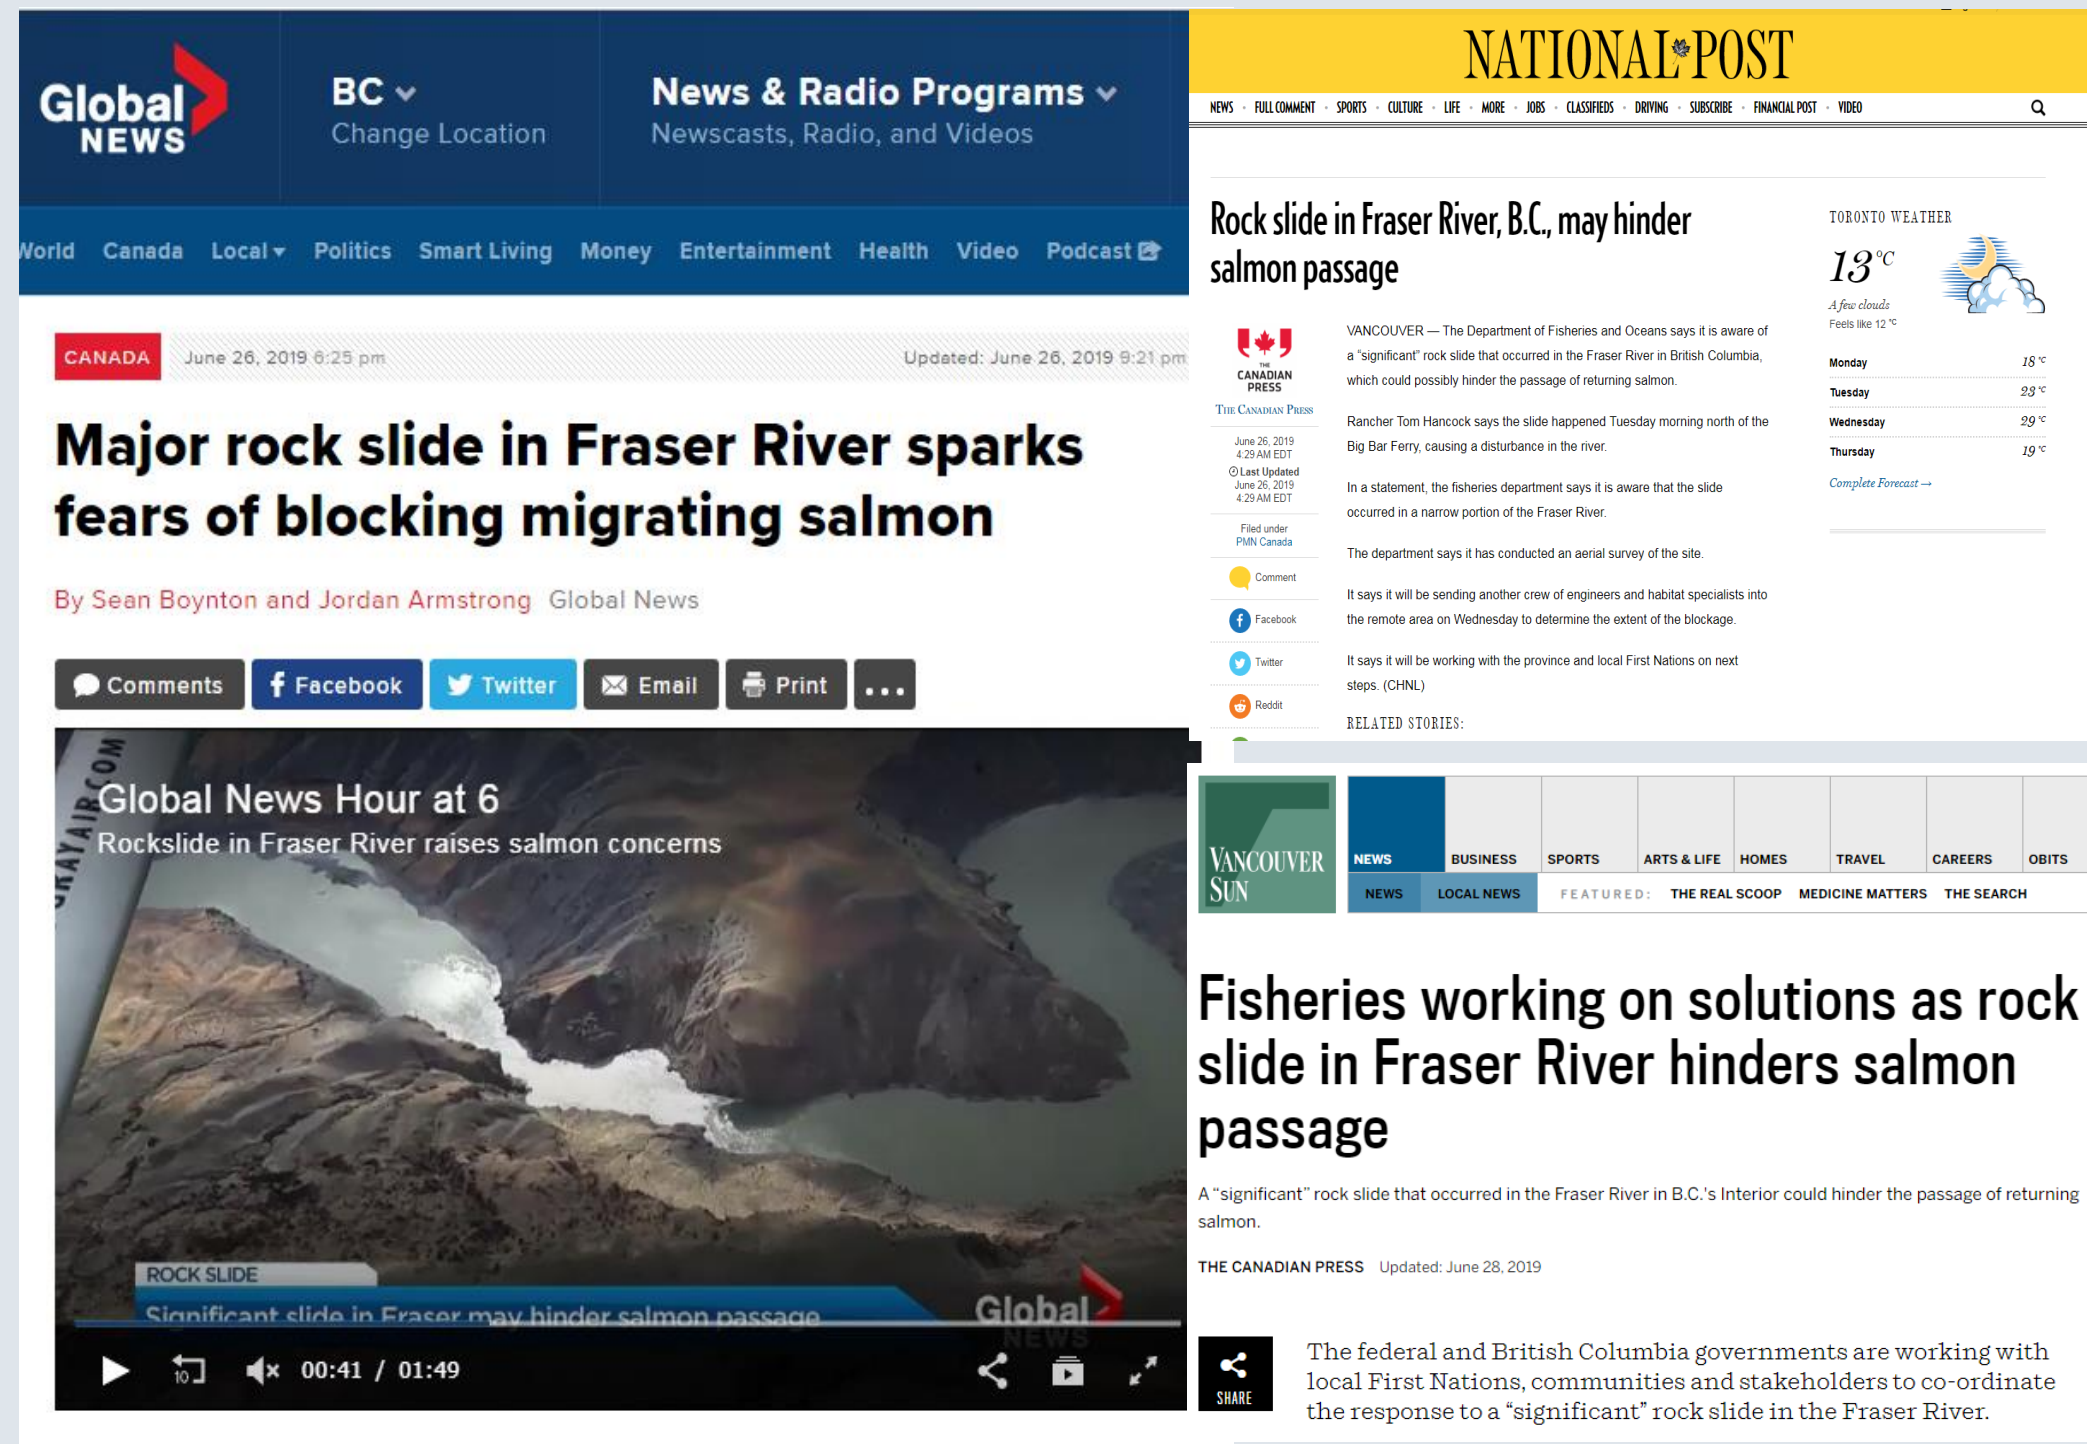 Global
NEWS
BC
Change Location
News & Radio Programs
Newscasts, Radio, and Videos
World Canada Local Politics Smart Living Money Entertainment Health Video Podcast
CANADA June 26, 2019 6:25 pm Updated: June 26, 2019 9:21 pm
Major rock slide in Fraser River sparks
fears of blocking migrating salmon
By Sean Boynton and Jordan Armstrong Global News
Comments Facebook Twitter Email Print ...
Global News Hour at 6
Rockslide in Fraser River raises salmon concerns
ROCK SLIDE
Significant slide in Fraser may hinder salmon passage
Global
NEWS
10 00:41 / 01:49
NATIONAL POST
NEWS FULL COMMENT SPORTS CULTURE LIFE MORE JOBS CLASSIFIEDS DRIVING SUBSCRIBE FINANCIAL POST VIDEO
Rock slide in Fraser River, B.C., may hinder
salmon passage
THE
CANADIAN
PRESS
THE CANADIAN PRESS
June 26, 2019
4:29 AM EDT
Last Updated
June 26, 2019
4:29 AM EDT
Filed under
PMN Canada
Comment
Facebook
Twitter
Reddit
VANCOUVER — The Department of Fisheries and Oceans says it is aware of
a “significant” rock slide that occurred in the Fraser River in British Columbia,
which could possibly hinder the passage of returning salmon.
Rancher Tom Hancock says the slide happened Tuesday morning north of the
Big Bar Ferry, causing a disturbance in the river.
In a statement, the fisheries department says it is aware that the slide
occurred in a narrow portion of the Fraser River.
The department says it has conducted an aerial survey of the site.
It says it will be sending another crew of engineers and habitat specialists into
the remote area on Wednesday to determine the extent of the blockage.
It says it will be working with the province and local First Nations on next
steps. (CHNL)
RELATED STORIES:
TORONTO WEATHER
13 °C
A few clouds
Feels like 12 °C
Monday 18 °C
Tuesday 23 °C
Wednesday 29 °C
Thursday 19 °C
Complete Forecast →
VANCOUVER
SUN
NEWS BUSINESS SPORTS ARTS & LIFE HOMES TRAVEL CAREERS OBITS
NEWS LOCAL NEWS FEATURED: THE REAL SCOOP MEDICINE MATTERS THE SEARCH
Fisheries working on solutions as rock
slide in Fraser River hinders salmon
passage
A “significant” rock slide that occurred in the Fraser River in B.C.'s Interior could hinder the passage of returning
salmon.
THE CANADIAN PRESS Updated: June 28, 2019
SHARE
The federal and British Columbia governments are working with
local First Nations, communities and stakeholders to co-ordinate
the response to a “significant” rock slide in the Fraser River.